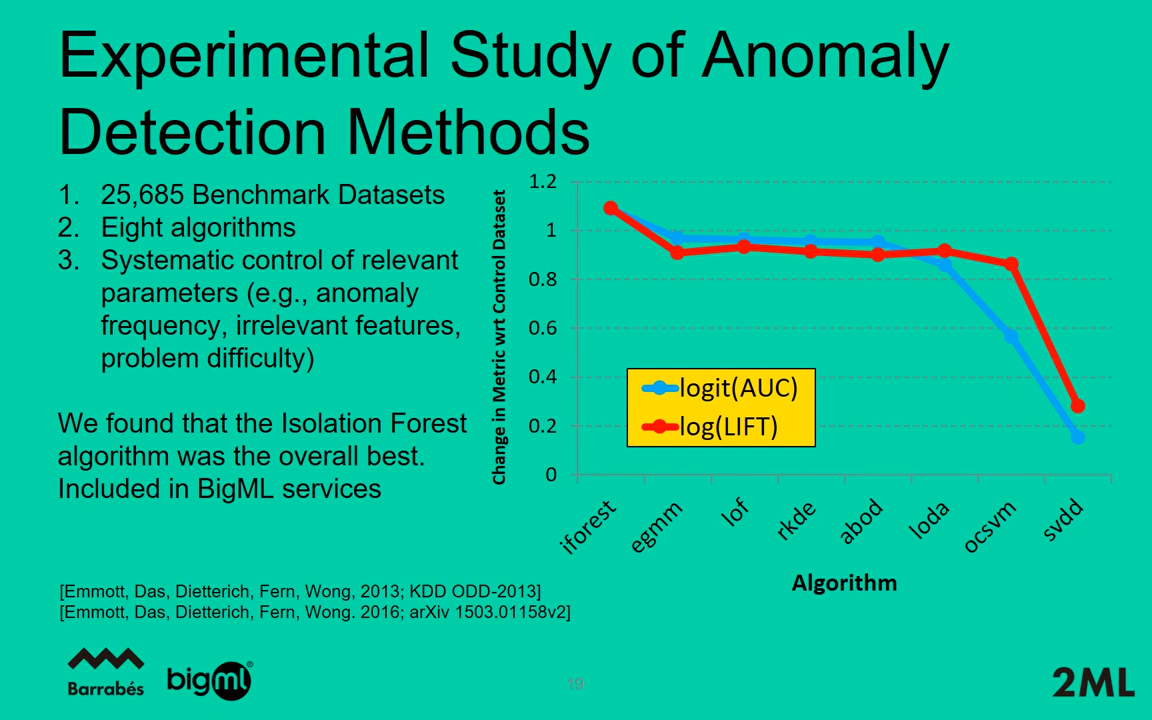 Experimental Study of Anomaly
Detection Methods
1. 25,685 Benchmark Datasets
2. Eight algorithms
3. Systematic control of relevant
parameters (e.g., anomaly
frequency, irrelevant features,
problem difficulty)
We found that the Isolation Forest
algorithm was the overall best.
Included in BigML services
Change in Metric wrt Control Dataset
1.2
1
0.8
0.6
0.4
0.2
0
logit(AUC)
log(LIFT)
iforest
egmm
lof
rkde
abod
loda
ocsvm
svdd
Algorithm
[Emmott, Das, Dietterich, Fern, Wong, 2013; KDD ODD-2013]
[Emmott, Das, Dietterich, Fern, Wong. 2016; arXiv 1503.01158v2]
Barrabés
bigml®
19
2ML